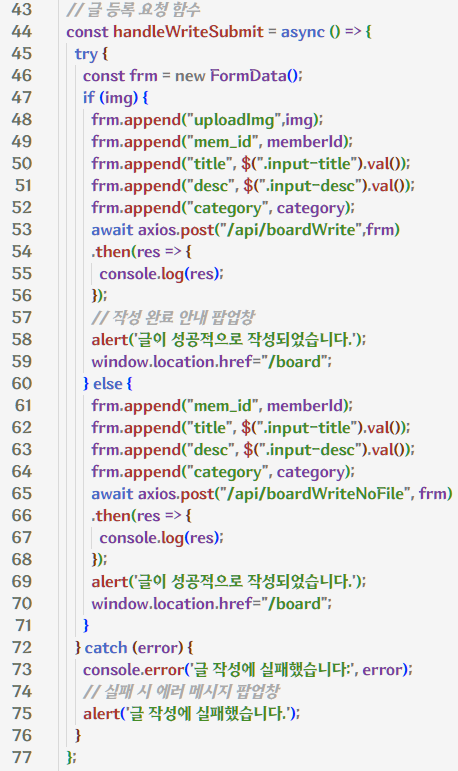 43 // 글 등록 요청 함수
44 const handleWriteSubmit = async () => {
45 try {
46 const frm = new FormData();
47 if (img) {
48 frm.append("uploadImg",img);
49 frm.append("mem_id", memberId);
50 frm.append("title", $(".input-title").val());
51 frm.append("desc", $(".input-desc").val());
52 frm.append("category", category);
53 await axios.post("/api/boardWrite",frm)
54 .then(res => {
55 console.log(res);
56 });
57 // 작성 완료 안내 팝업창
58 alert('글이 성공적으로 작성되었습니다.');
59 window.location.href="/board";
60 } else {
61 frm.append("mem_id", memberId);
62 frm.append("title", $(".input-title").val());
63 frm.append("desc", $(".input-desc").val());
64 frm.append("category", category);
65 await axios.post("/api/boardWriteNoFile", frm)
66 .then(res => {
67 console.log(res);
68 });
69 alert('글이 성공적으로 작성되었습니다.');
70 window.location.href="/board";
71 }
72 } catch (error) {
73 console.error('글 작성에 실패했습니다:', error);
74 // 실패 시 에러 메시지 팝업창
75 alert('글 작성에 실패했습니다.');
76 }
77 };